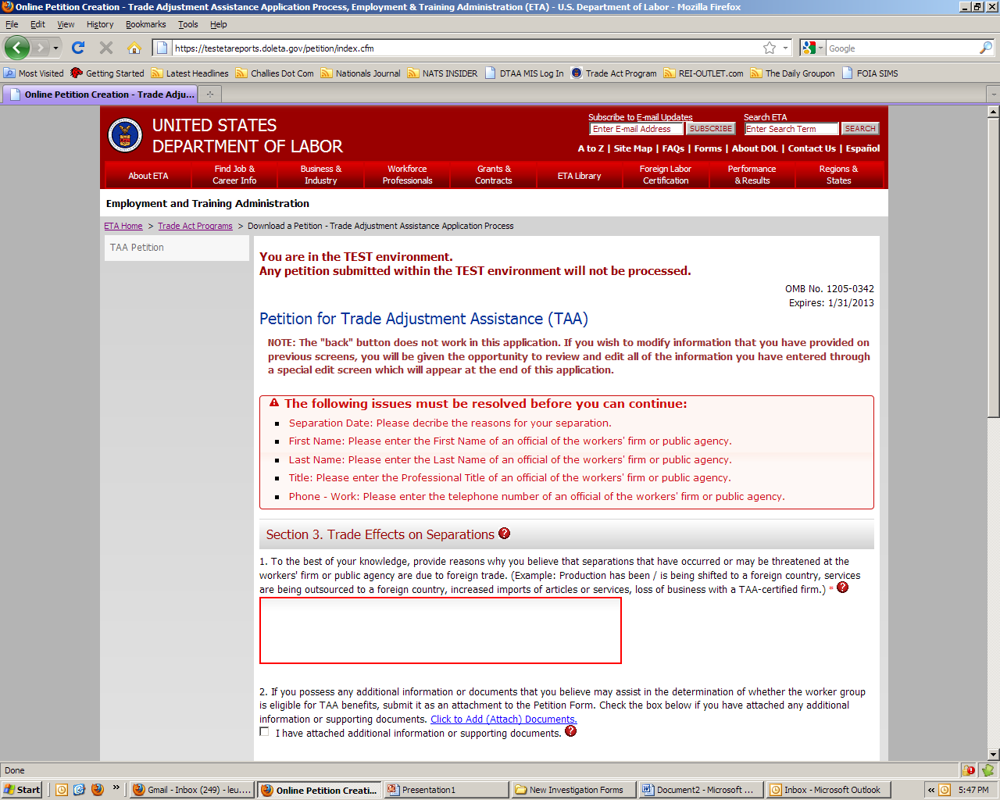 Online Petition Creation - Trade Adjustment Assistance Application Process, Employment & Training Administration (ETA) - U.S. Department of Labor - Mozilla Firefox
File Edit View History Bookmarks Tools Help
https://testetareports.doleta.gov/petition/index.cfm
Google
Most Visited Getting Started Latest Headlines Challies Dot Com Nationals Journal NATS INSIDER DTAA MIS Log In Trade Act Program REI-OUTLET.com The Daily Groupon FOIA SIMS
Online Petition Creation - Trade Adju...
UNITED STATES
DEPARTMENT OF LABOR
Subscribe to E-mail Updates
Enter E-mail Address SUBSCRIBE
Search ETA
Enter Search Term SEARCH
A to Z | Site Map | FAQs | Forms | About DOL | Contact Us | Español
About ETA
Find Job &
Career Info
Business &
Industry
Workforce
Professionals
Grants &
Contracts
ETA Library
Foreign Labor
Certification
Performance
& Results
Regions &
States
Employment and Training Administration
ETA Home > Trade Act Programs > Download a Petition - Trade Adjustment Assistance Application Process
TAA Petition
You are in the TEST environment.
Any petition submitted within the TEST environment will not be processed.
OMB No. 1205-0342
Expires: 1/31/2013
Petition for Trade Adjustment Assistance (TAA)
NOTE: The "back" button does not work in this application. If you wish to modify information that you have provided on
previous screens, you will be given the opportunity to review and edit all of the information you have entered through
a special edit screen which will appear at the end of this application.
The following issues must be resolved before you can continue:
Separation Date: Please decribe the reasons for your separation.
First Name: Please enter the First Name of an official of the workers' firm or public agency.
Last Name: Please enter the Last Name of an official of the workers' firm or public agency.
Title: Please enter the Professional Title of an official of the workers' firm or public agency.
Phone - Work: Please enter the telephone number of an official of the workers' firm or public agency.
Section 3. Trade Effects on Separations ?
1. To the best of your knowledge, provide reasons why you believe that separations that have occurred or may be threatened at the
workers' firm or public agency are due to foreign trade. (Example: Production has been / is being shifted to a foreign country, services
are being outsourced to a foreign country, increased imports of articles or services, loss of business with a TAA-certified firm.) * ?
2. If you possess any additional information or documents that you believe may assist in the determination of whether the worker group
is eligible for TAA benefits, submit it as an attachment to the Petition Form. Check the box below if you have attached any additional
information or supporting documents. Click to Add (Attach) Documents.
I have attached additional information or supporting documents. ?
Done
Start » Gmail - Inbox (249) - leu.... Online Petition Creati... Presentation1 New Investigation Forms Document2 - Microsoft ... Inbox - Microsoft Outlook « 5:47 PM